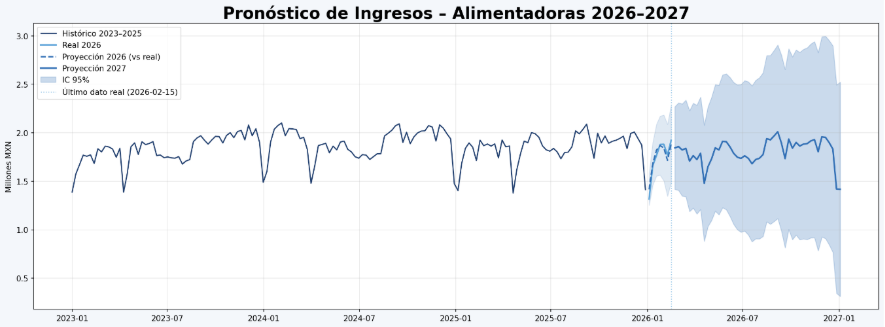 Pronóstico de Ingresos – Alimentadoras 2026–2027
Histórico 2023–2025
Real 2026
Proyección 2026 (vs real)
Proyección 2027
IC 95%
Último dato real (2026-02-15)
Millones MXN
3.0
2.5
2.0
1.5
1.0
0.5
2023-01
2023-07
2024-01
2024-07
2025-01
2025-07
2026-01
2026-07
2027-01